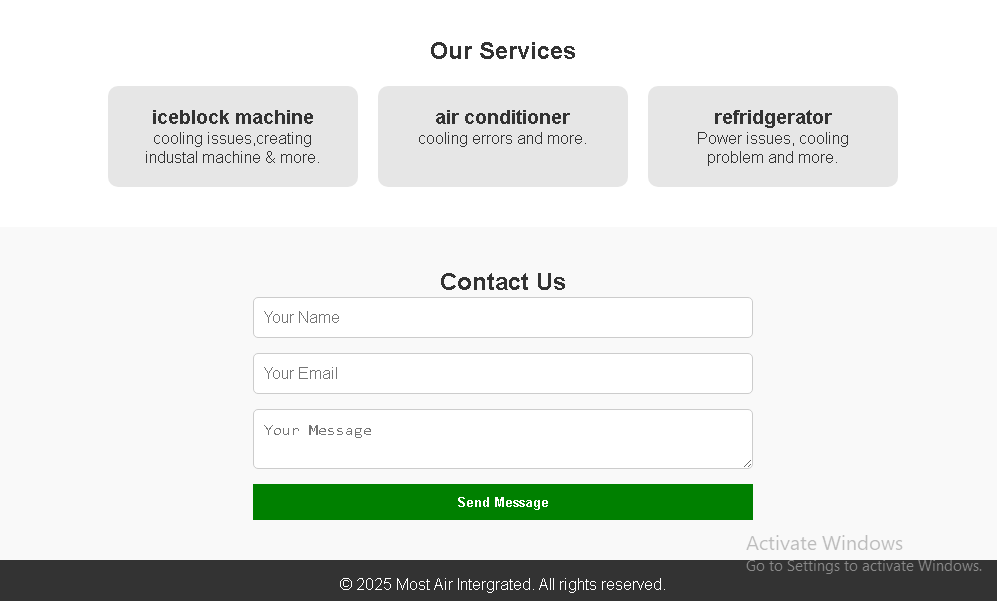 Our Services
iceblock machine
cooling issues,creating
industal machine & more.
air conditioner
cooling errors and more.
refridgerator
Power issues, cooling
problem and more.
Contact Us
Your Name
Your Email
Your Message
Send Message
Activate Windows
Go to Settings to activate Windows.
© 2025 Most Air Intergrated. All rights reserved.